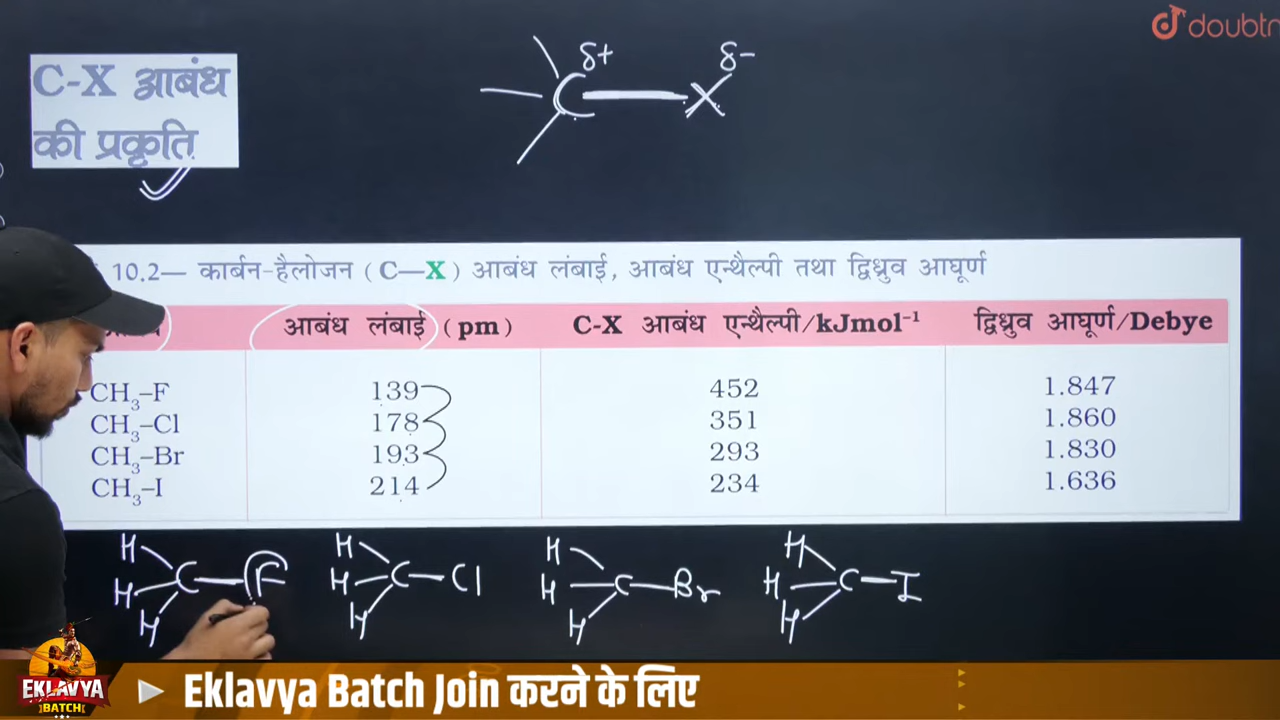 doubtn
C-X आबंध
की प्रकृति
δ+ δ−
C X
10.2— कार्बन-हैलोजन (C—X) आबंध लंबाई, आबंध एन्थैल्पी तथा द्विध्रुव आघूर्ण
आबंध लंबाई (pm) C-X आबंध एन्थैल्पी/kJmol⁻¹ द्विध्रुव आघूर्ण/Debye
CH₃–F 139 452 1.847
CH₃–Cl 178 351 1.860
CH₃–Br 193 293 1.830
CH₃–I 214 234 1.636
H H H H
H C F H C Cl H C Br H C I
H H H H
EKLAVYA
BATCH
Eklavya Batch Join करने के लिए